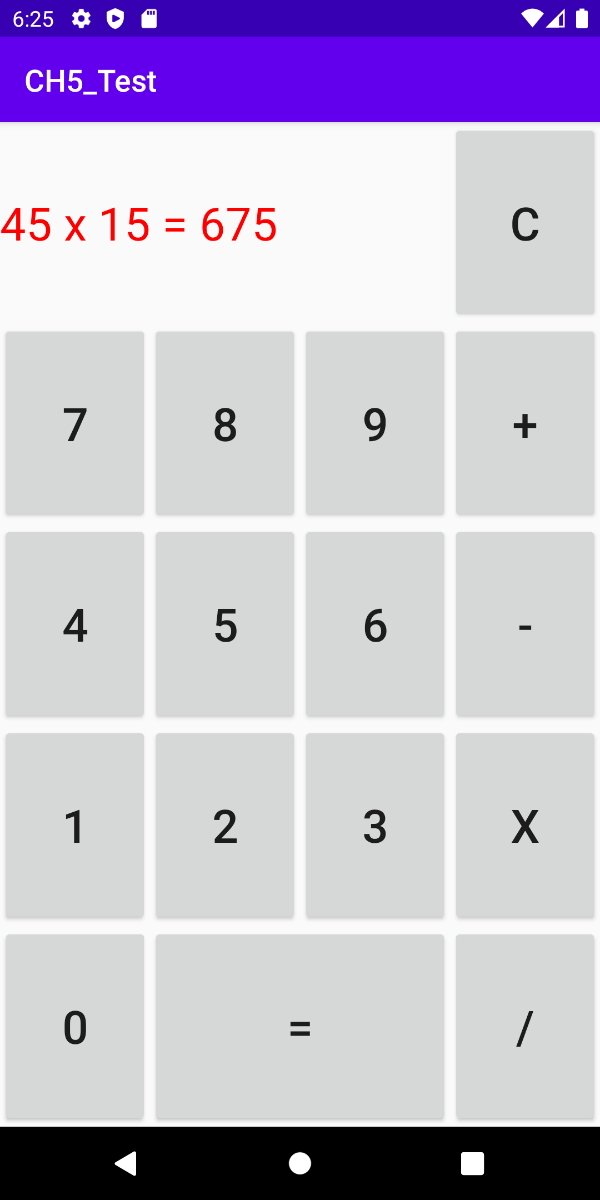 6:25
CH5_Test
45 x 15 = 675
C
7 8 9 +
4 5 6 -
1 2 3 X
0 = /